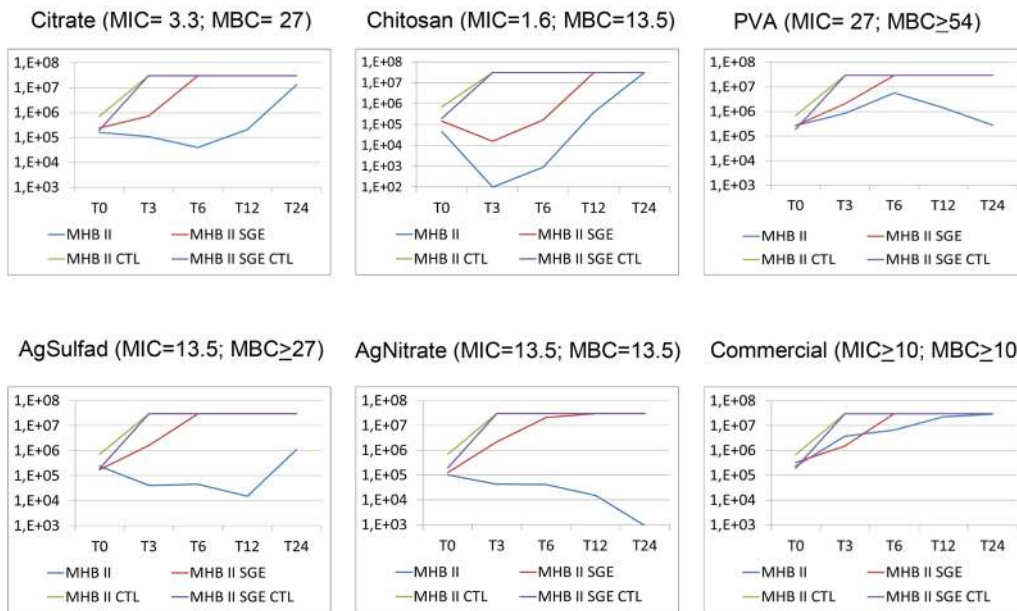 Citrate (MIC= 3.3; MBC= 27)
1,E+08
1,E+07
1,E+06
1,E+05
1,E+04
1,E+03
T0 T3 T6 T12 T24
MHB II MHB II SGE
MHB II CTL MHB II SGE CTL
Chitosan (MIC=1.6; MBC=13.5)
1,E+08
1,E+07
1,E+06
1,E+05
1,E+04
1,E+03
1,E+02
T0 T3 T6 T12 T24
MHB II MHB II SGE
MHB II CTL MHB II SGE CTL
PVA (MIC= 27; MBC≥54)
1,E+08
1,E+07
1,E+06
1,E+05
1,E+04
1,E+03
T0 T3 T6 T12 T24
MHB II MHB II SGE
MHB II CTL MHB II SGE CTL
AgSulfad (MIC=13.5; MBC≥27)
1,E+08
1,E+07
1,E+06
1,E+05
1,E+04
1,E+03
T0 T3 T6 T12 T24
MHB II MHB II SGE
MHB II CTL MHB II SGE CTL
AgNitrate (MIC=13.5; MBC=13.5)
1,E+08
1,E+07
1,E+06
1,E+05
1,E+04
1,E+03
T0 T3 T6 T12 T24
MHB II MHB II SGE
MHB II CTL MHB II SGE CTL
Commercial (MIC≥10; MBC≥10
1,E+08
1,E+07
1,E+06
1,E+05
1,E+04
1,E+03
T0 T3 T6 T12 T24
MHB II MHB II SGE
MHB II CTL MHB II SGE CTL